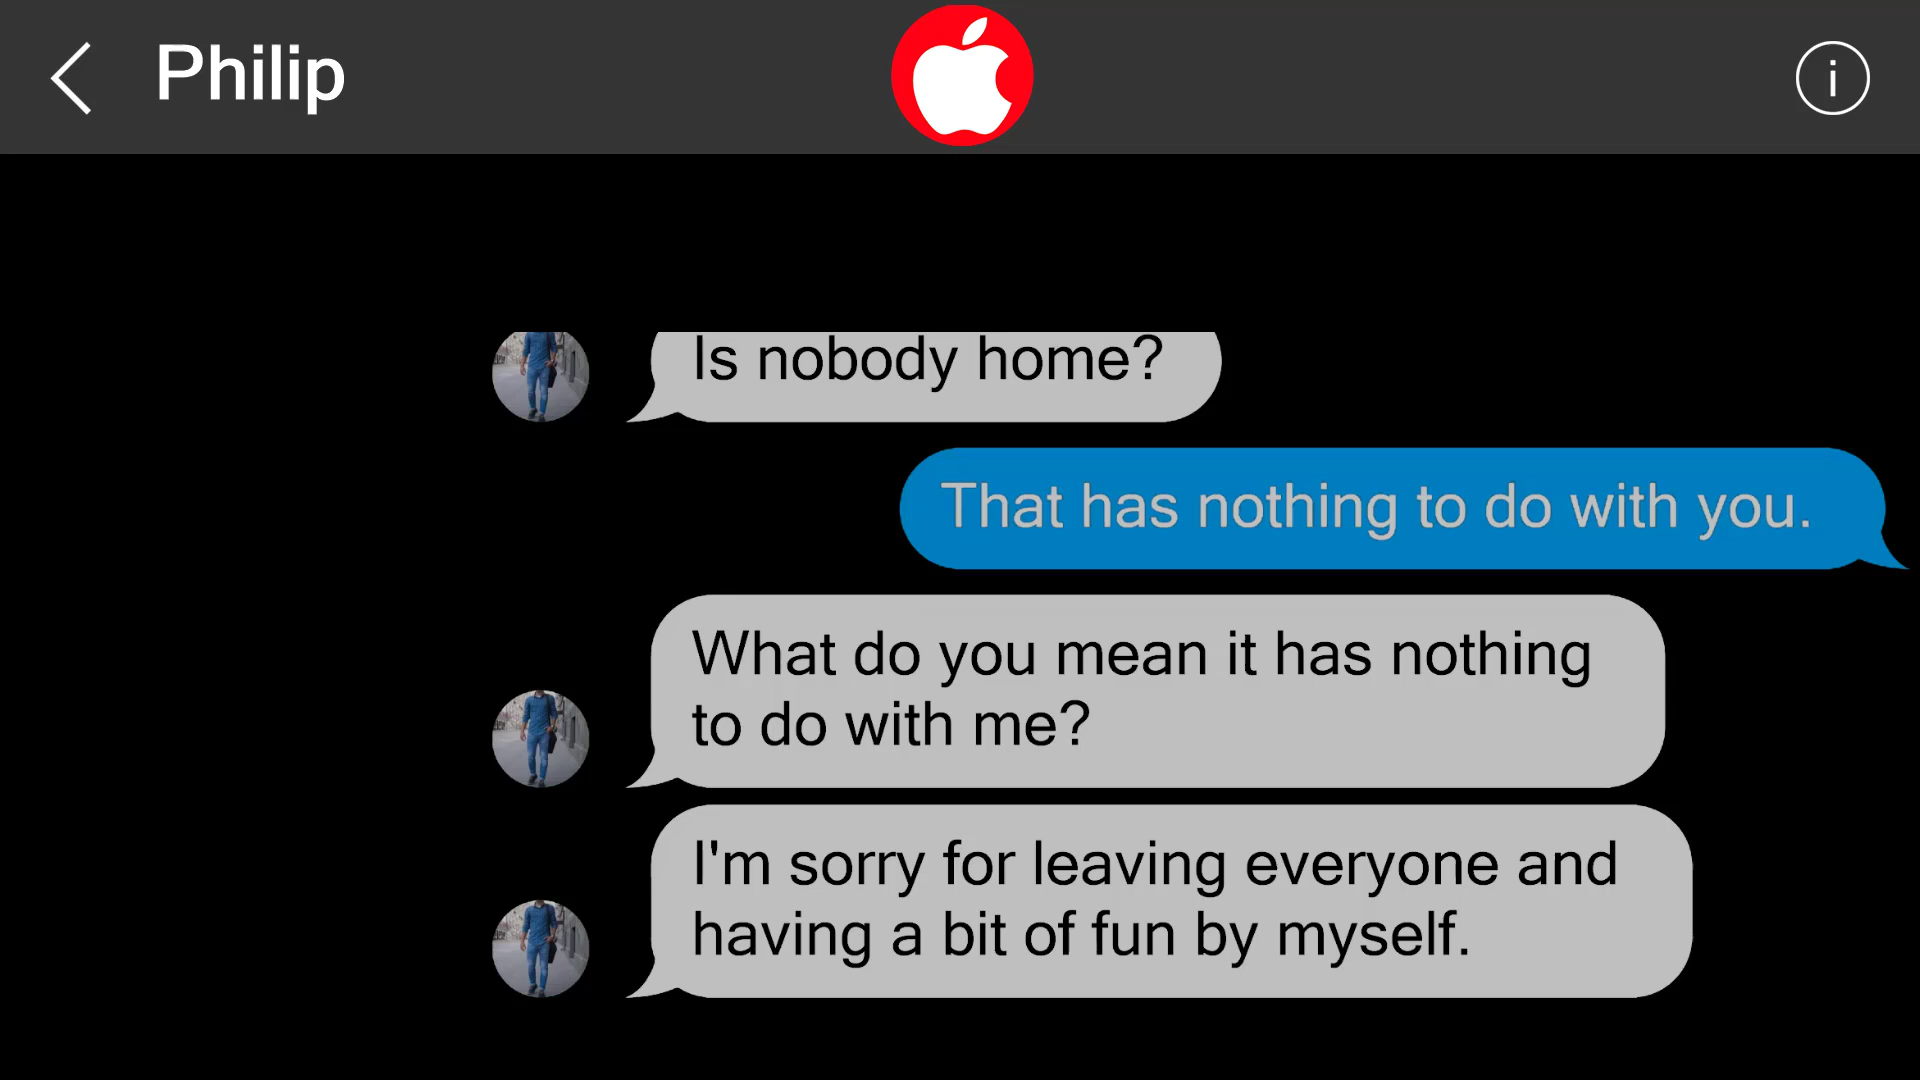 Philip
i
Is nobody home?
That has nothing to do with you.
What do you mean it has nothing
to do with me?
I'm sorry for leaving everyone and
having a bit of fun by myself.